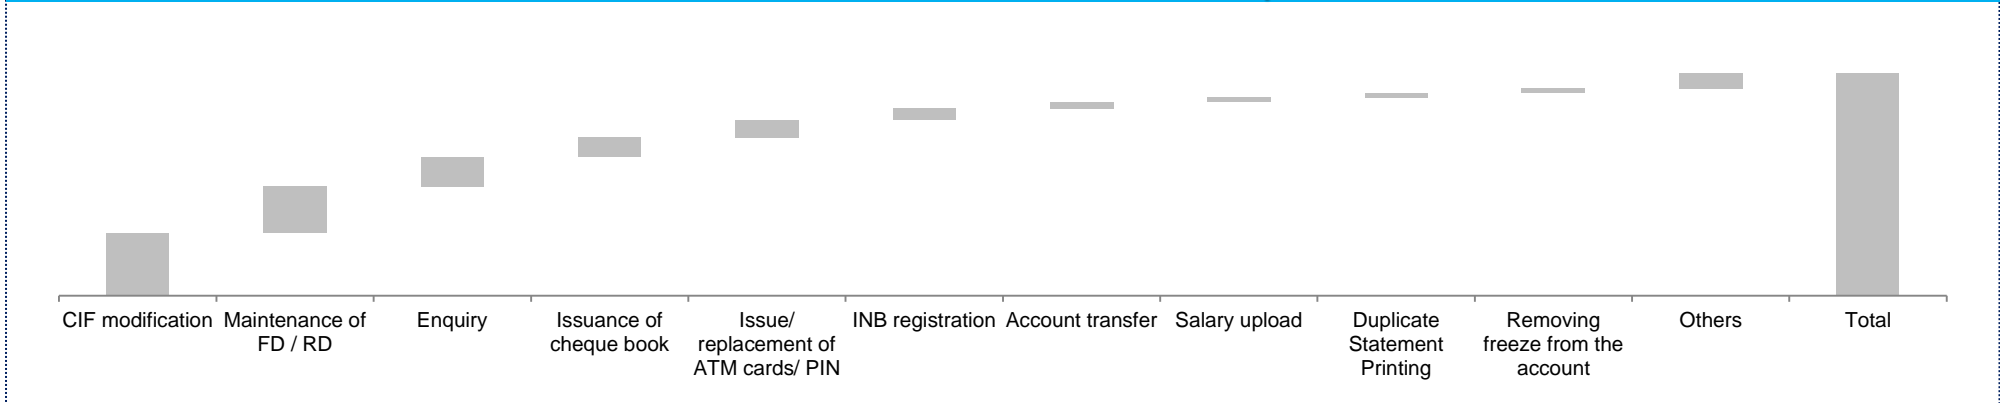 CIF modification
Maintenance of
FD / RD
Enquiry
Issuance of
cheque book
Issue/
replacement of
ATM cards/ PIN
INB registration
Account transfer
Salary upload
Duplicate
Statement
Printing
Removing
freeze from the
account
Others
Total